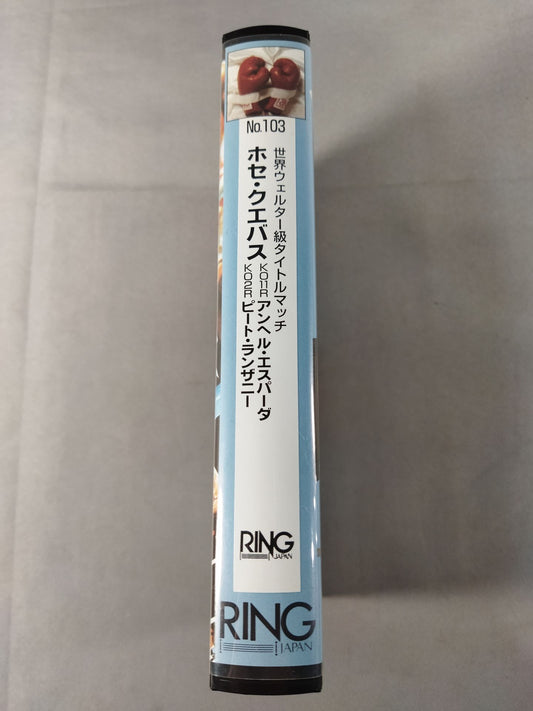 No.103
世界ウェルター級タイトルマッチ
ホセ・クエバス
KO11R アンヘル・エスパーダ
KO2R ピート・ランザニー
RING
JAPAN
RING
JAPAN